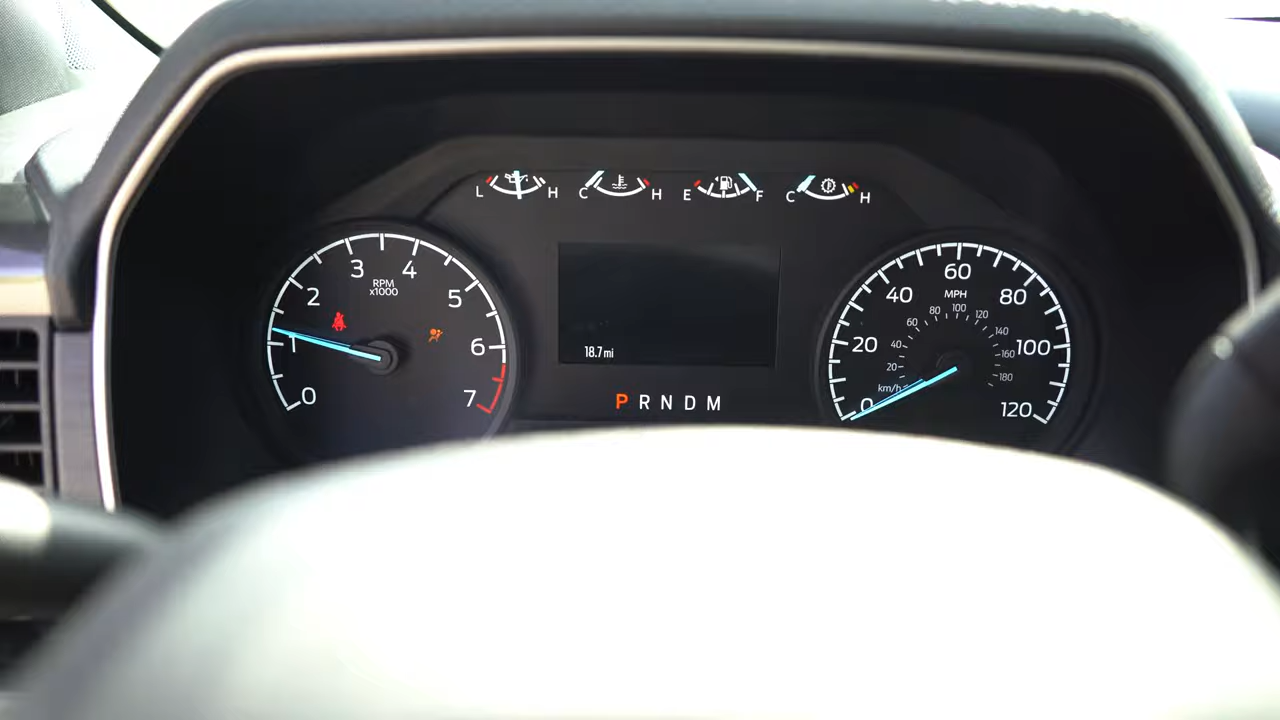 L H C H E F C H
0 1 2 3 4 5 6 7
RPM
x1000
18.7 mi
P R N D M
0 20 40 60 80 100 120
MPH
20 40 60 80 100 120 140 160 180
km/h